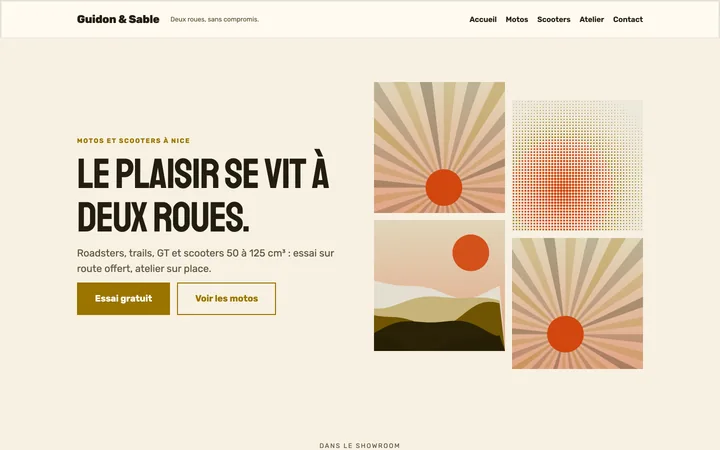 Guidon & Sable
Deux roues, sans compromis.
Accueil Motos Scooters Atelier Contact
MOTOS ET SCOOTERS À NICE
LE PLAISIR SE VIT À
DEUX ROUES.
Roadsters, trails, GT et scooters 50 à 125 cm³ : essai sur
route offert, atelier sur place.
Essai gratuit
Voir les motos
DANS LE SHOWROOM